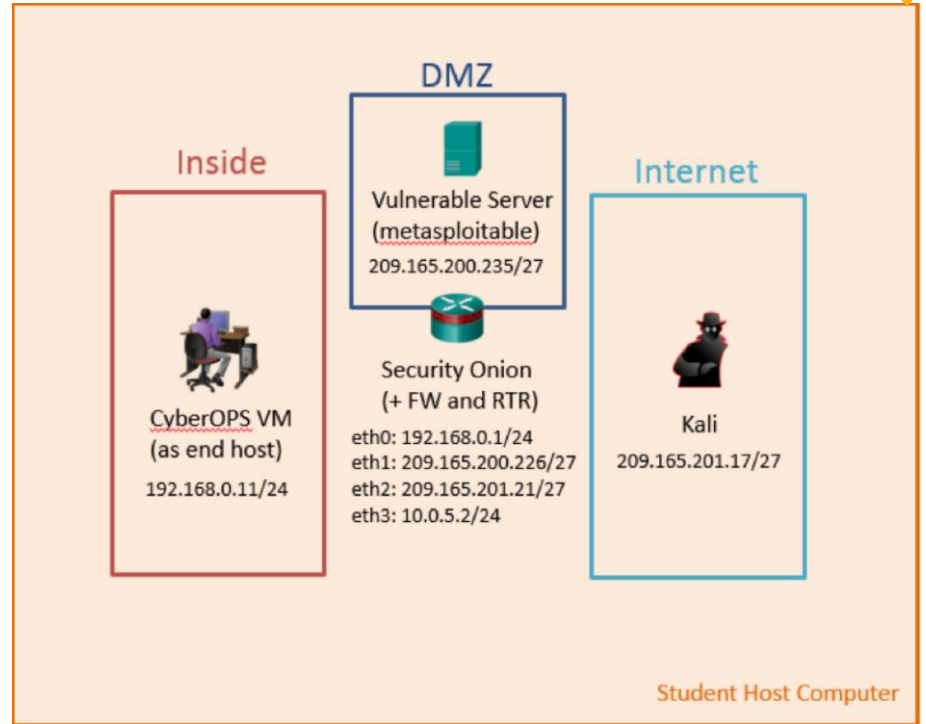 DMZ
Inside
Internet
Vulnerable Server
(metasploitable)
209.165.200.235/27
Security Onion
(+ FW and RTR)
eth0: 192.168.0.1/24
eth1: 209.165.200.226/27
eth2: 209.165.201.21/27
eth3: 10.0.5.2/24
CyberOPS VM
(as end host)
192.168.0.11/24
Kali
209.165.201.17/27
Student Host Computer